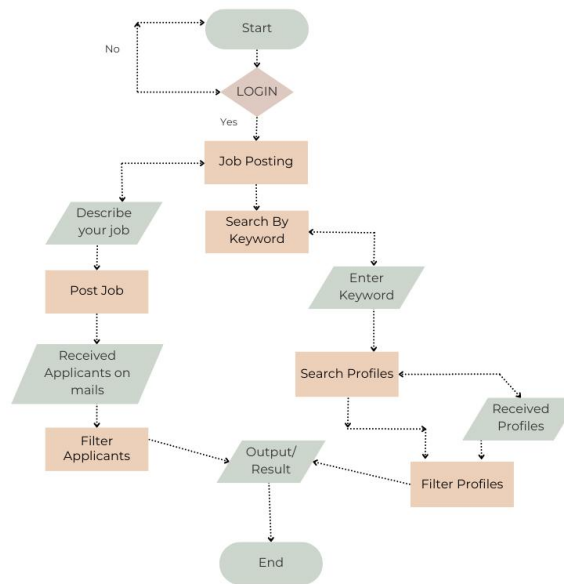 Start
No
LOGIN
Yes
Job Posting
Describe
your job
Search By
Keyword
Enter
Keyword
Post Job
Received
Applicants on
mails
Search Profiles
Received
Profiles
Filter
Applicants
Output/
Result
Filter Profiles
End